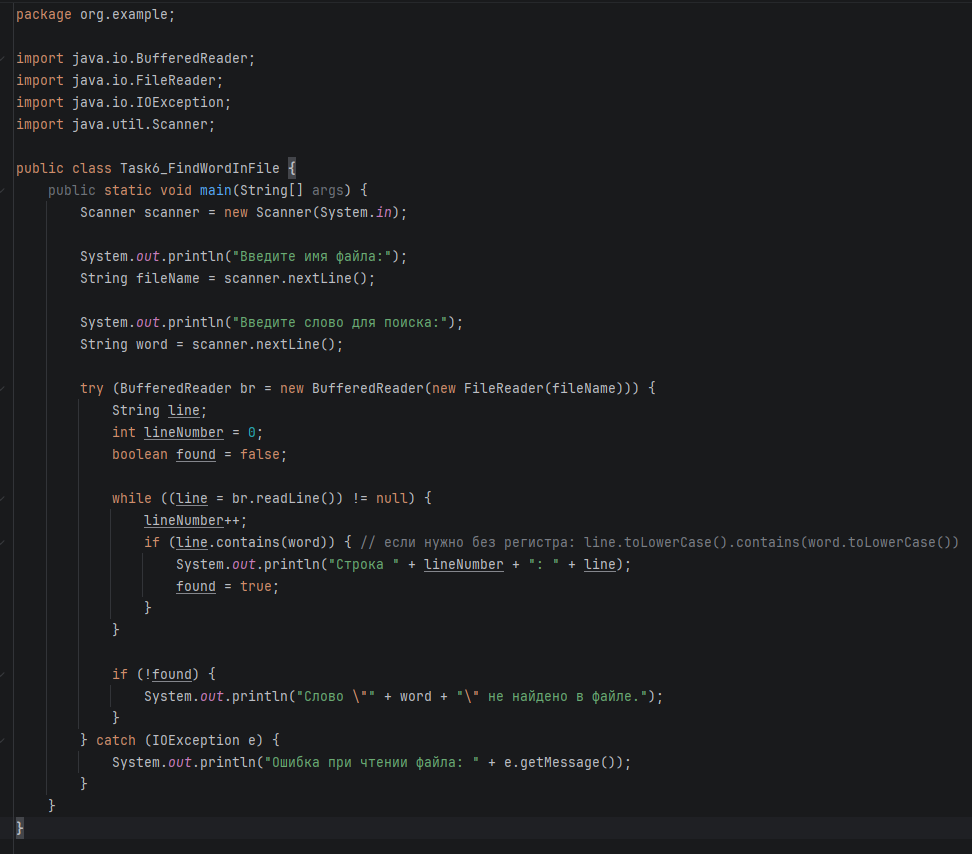 package org.example;

import java.io.BufferedReader;
import java.io.FileReader;
import java.io.IOException;
import java.util.Scanner;

public class Task6_FindWordInFile {
    public static void main(String[] args) {
        Scanner scanner = new Scanner(System.in);

        System.out.println("Введите имя файла:");
        String fileName = scanner.nextLine();

        System.out.println("Введите слово для поиска:");
        String word = scanner.nextLine();

        try (BufferedReader br = new BufferedReader(new FileReader(fileName))) {
            String line;
            int lineNumber = 0;
            boolean found = false;

            while ((line = br.readLine()) != null) {
                lineNumber++;
                if (line.contains(word)) { // если нужно без регистра: line.toLowerCase().contains(word.toLowerCase())
                    System.out.println("Строка " + lineNumber + ": " + line);
                    found = true;
                }
            }

            if (!found) {
                System.out.println("Слово \"" + word + "\" не найдено в файле.");
            }
        } catch (IOException e) {
            System.out.println("Ошибка при чтении файла: " + e.getMessage());
        }
    }
}